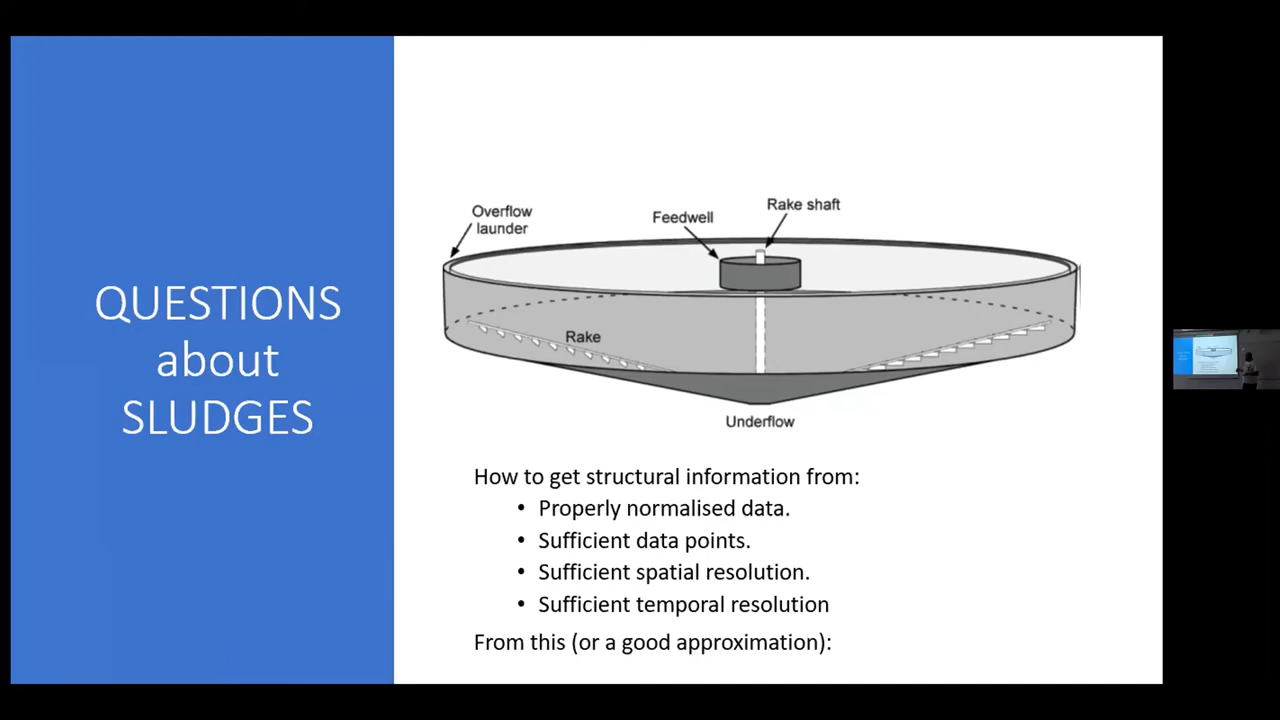 QUESTIONS
about
SLUDGES
Overflow
launder
Feedwell
Rake shaft
Rake
Underflow
How to get structural information from:
• Properly normalised data.
• Sufficient data points.
• Sufficient spatial resolution.
• Sufficient temporal resolution
From this (or a good approximation):